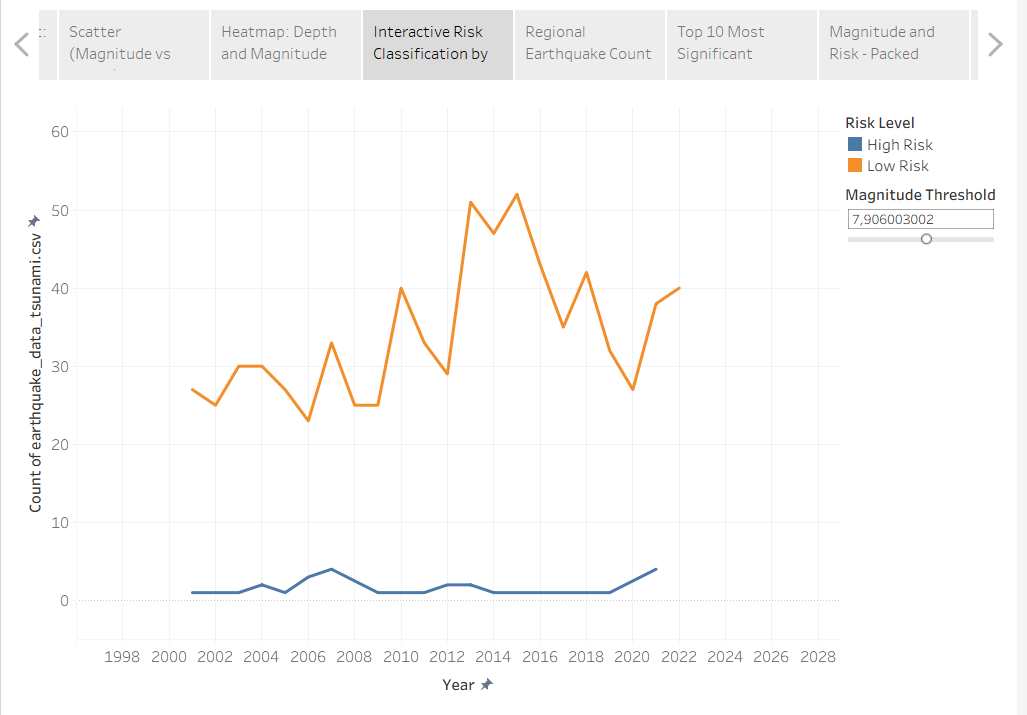 Scatter
(Magnitude vs
Heatmap: Depth
and Magnitude
Interactive Risk
Classification by
Regional
Earthquake Count
Top 10 Most
Significant
Magnitude and
Risk - Packed
Risk Level
High Risk
Low Risk
Magnitude Threshold
7,906003002
Count of earthquake_data_tsunami.csv
60
50
40
30
20
10
0
1998 2000 2002 2004 2006 2008 2010 2012 2014 2016 2018 2020 2022 2024 2026 2028
Year